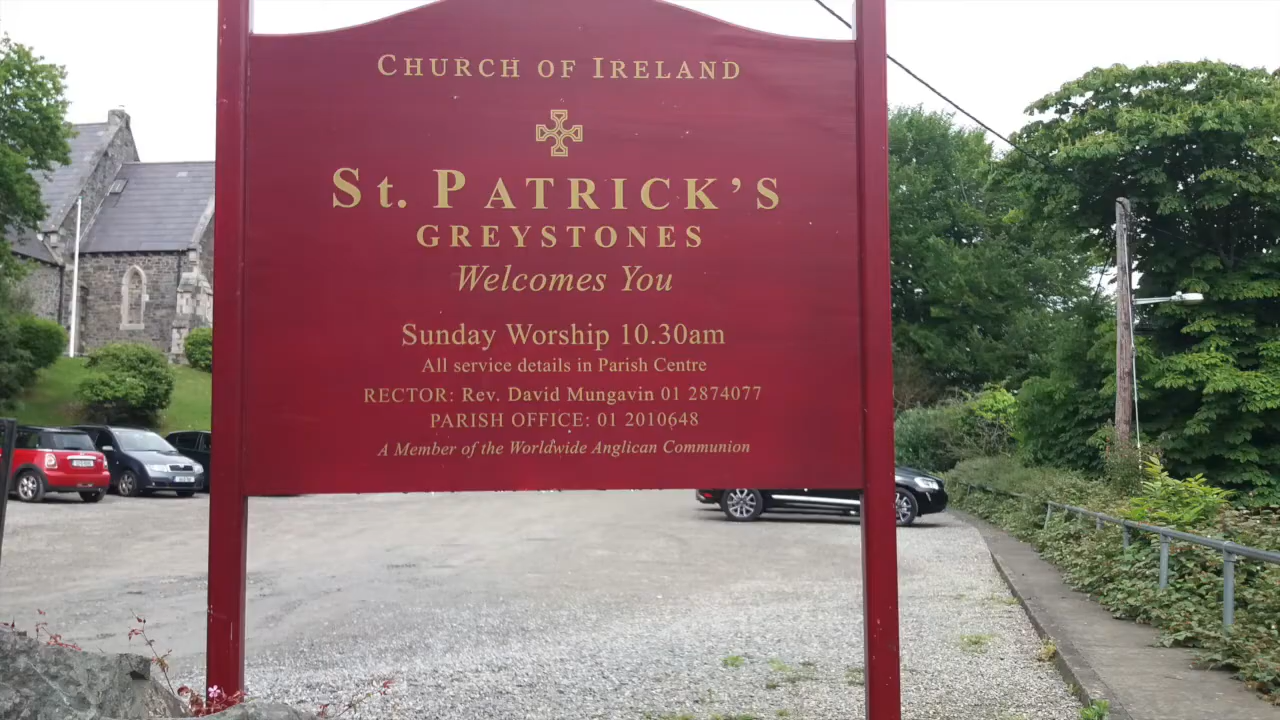 CHURCH OF IRELAND
St. PATRICK'S
GREYSTONES
Welcomes You
Sunday Worship 10.30am
All service details in Parish Centre
RECTOR: Rev. David Mungavin 01 2874077
PARISH OFFICE: 01 2010648
A Member of the Worldwide Anglican Communion